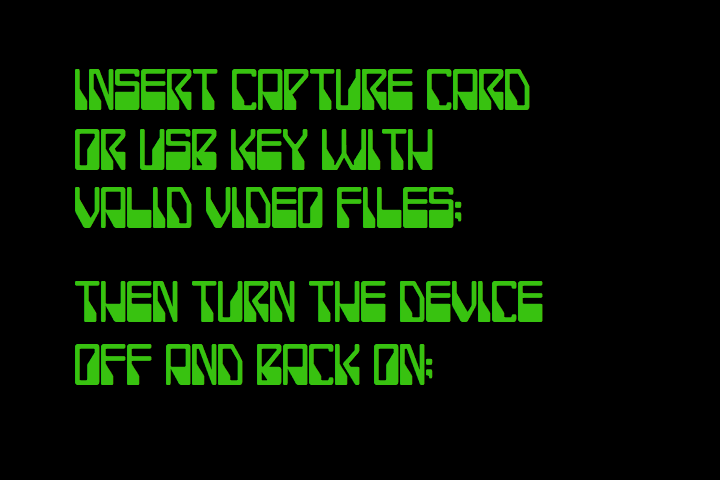 INSERT CAPTURE CARD
OR USB KEY WITH
VALID VIDEO FILES;
THEN TURN THE DEVICE
OFF AND BACK ON;